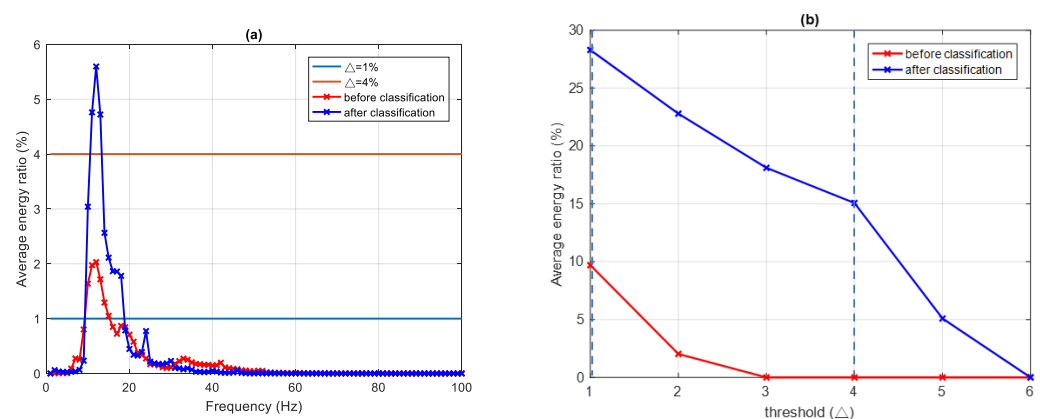 (a)
6
5
4
3
2
1
0
0 20 40 60 80 100
Average energy ratio (%)
Frequency (Hz)
△=1%
△=4%
before classification
after classification
(b)
30
25
20
15
10
5
0
1 2 3 4 5 6
Average energy ratio (%)
threshold (△)
before classification
after classification